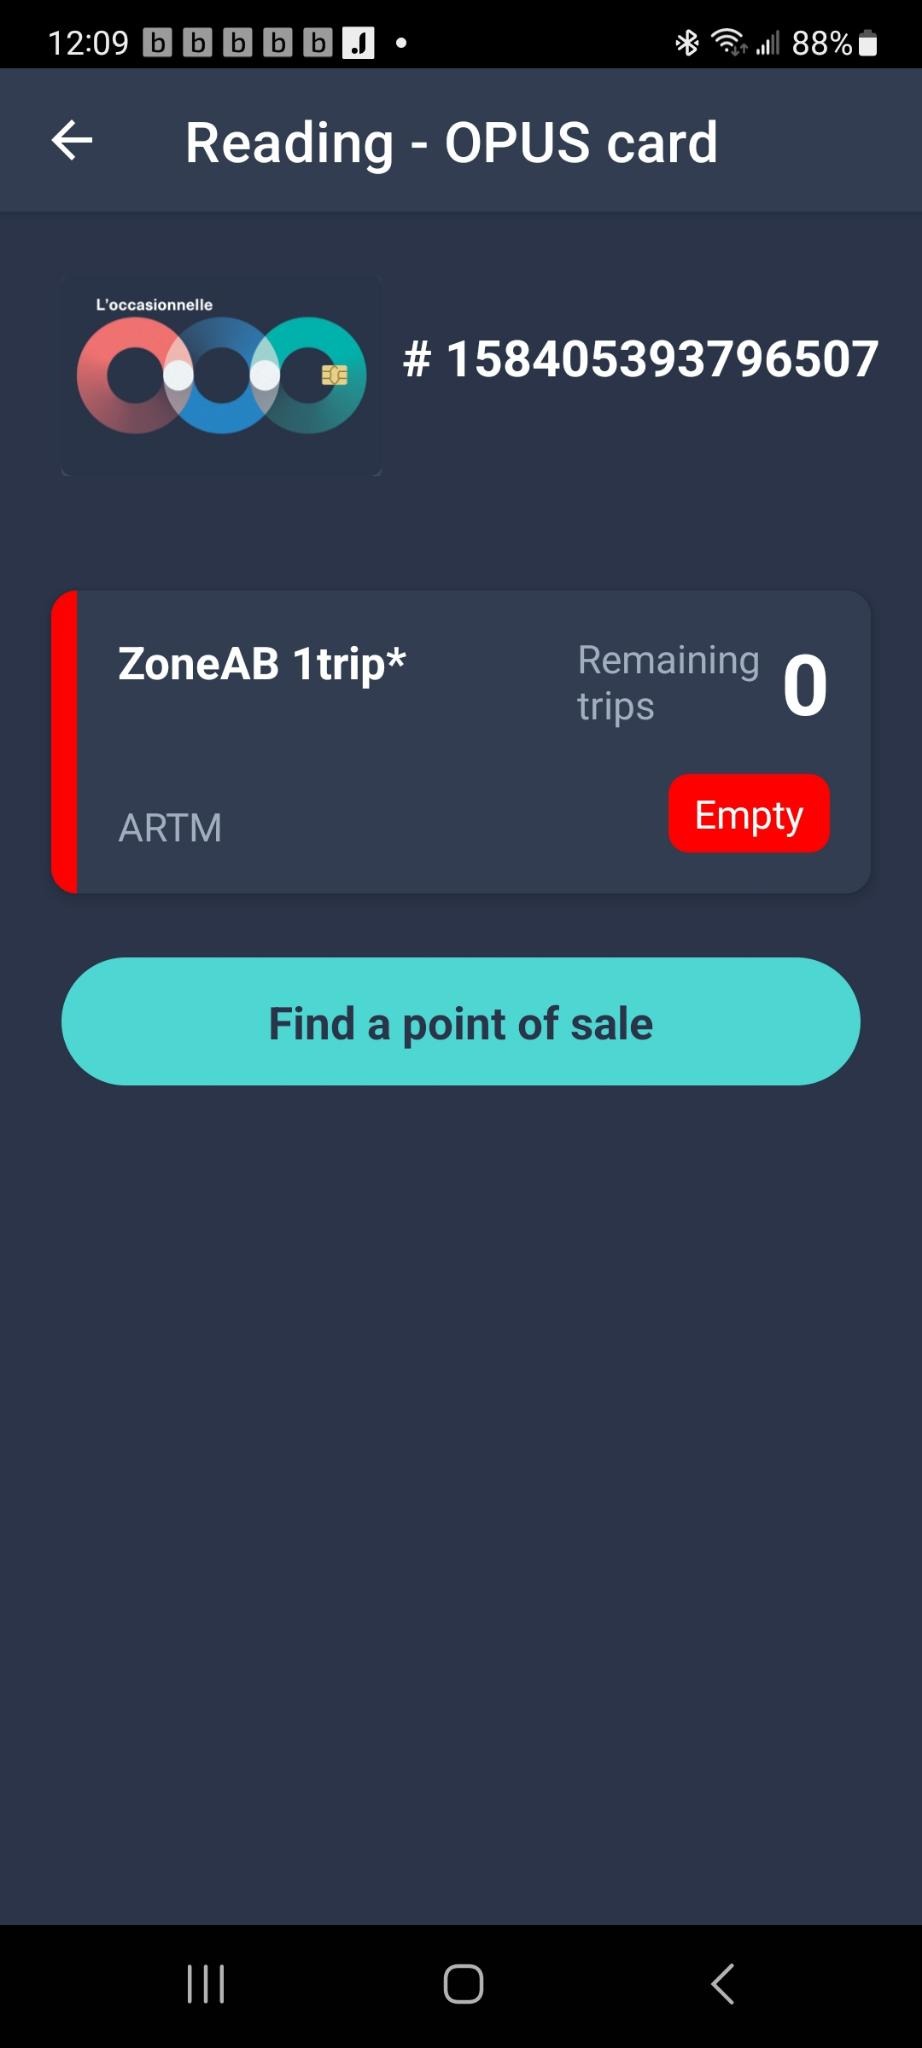 12:09 b b b b b J 88%
Reading - OPUS card
L'occasionnelle
# 158405393796507
ZoneAB 1trip*
Remaining
trips
0
ARTM
Empty
Find a point of sale